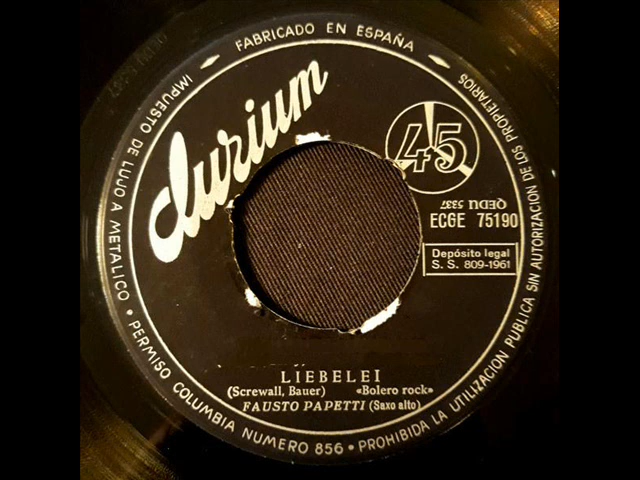 FABRICADO EN ESPAÑA
durium
45
QEDU 5337
ECGE 75190
Depósito legal
S. S. 809-1961
LIEBELEI
(Screwall, Bauer) «Bolero rock»
FAUSTO PAPETTI (Saxo alto)
IMPUESTO DE LUJO A METALICO • PERMISO COLUMBIA NUMERO 856 • PROHIBIDA LA UTILIZACION PUBLICA SIN AUTORIZACION DE LOS PROPIETARIOS